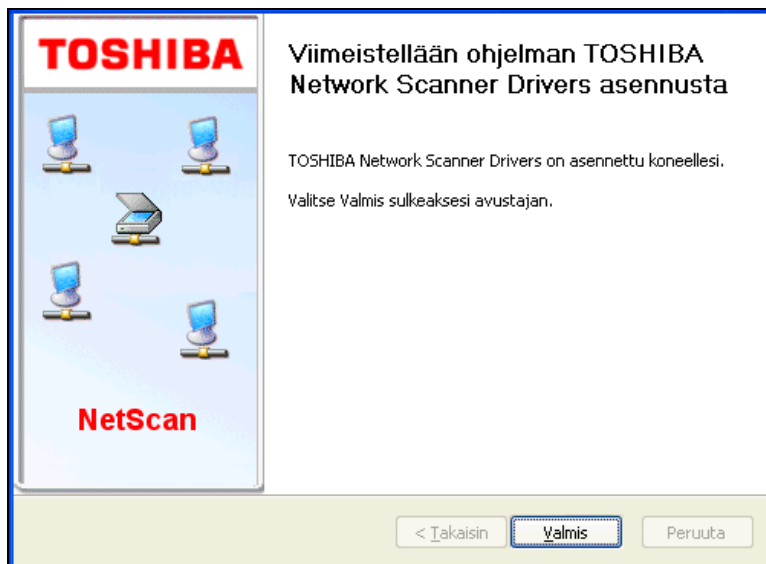 TOSHIBA
NetScan
Viimeistellään ohjelman TOSHIBA
Network Scanner Drivers asennusta
TOSHIBA Network Scanner Drivers on asennettu koneellesi.
Valitse Valmis sulkeaksesi avustajan.
< Takaisin
Valmis
Peruuta